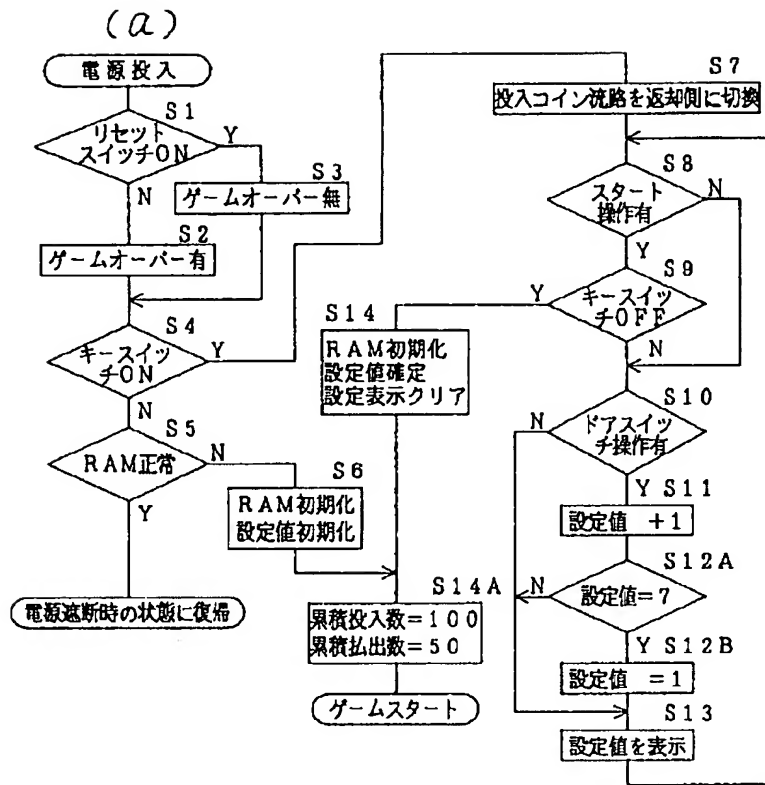 (a)
電源投入
S1
リセット
スイッチON
Y
N
S3
ゲームオーバー無
S2
ゲームオーバー有
S4
キースイッ
チON
Y
N
S5
RAM正常
N
Y
S6
RAM初期化
設定値初期化
電源遮断時の状態に復帰
S14
RAM初期化
設定値確定
設定表示クリア
S14A
累積投入数=100
累積払出数=50
ゲームスタート
S7
投入コイン流路を返却側に切換
S8
スタート
操作有
N
Y
S9
キースイッ
チOFF
Y
N
S10
ドアスイッ
チ操作有
N
Y S11
設定値 +1
S12A
設定値=7
N
Y S12B
設定値 =1
S13
設定値を表示